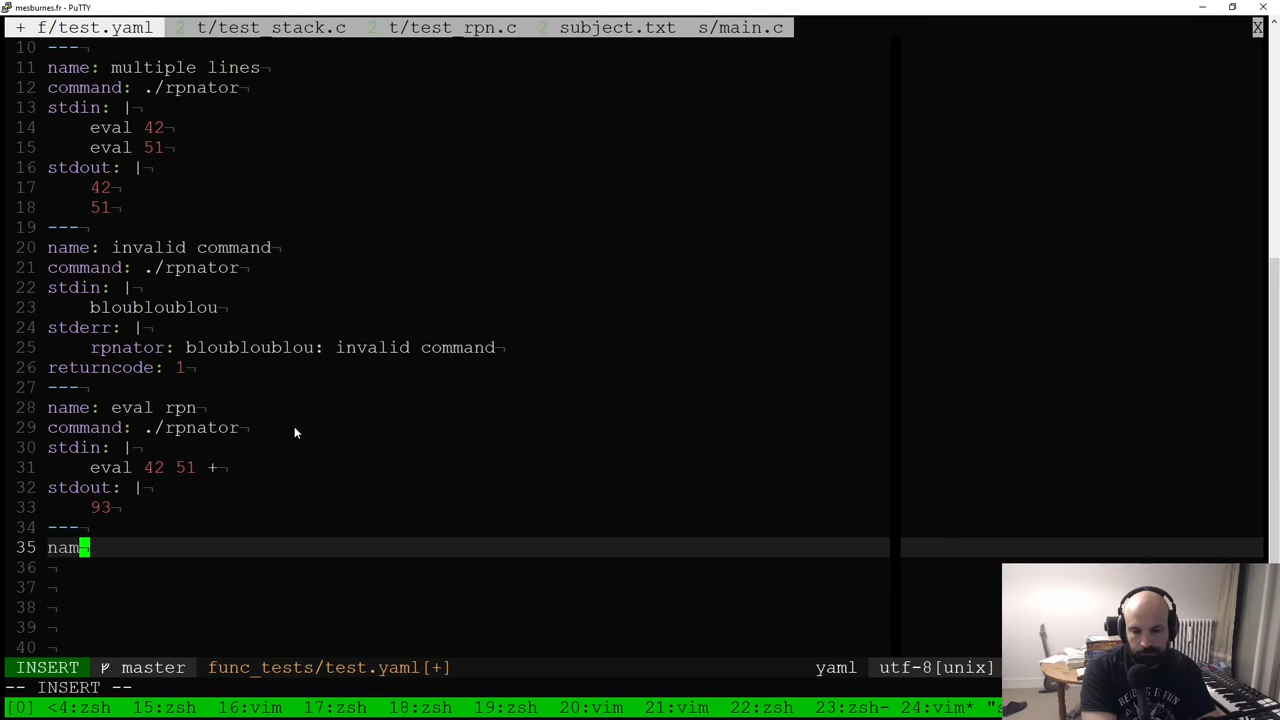 mesburnes.fr - PuTTY
+ f/test.yaml 2 t/test_stack.c 2 t/test_rpn.c 2 subject.txt s/main.c X
10 ---¬
11 name: multiple lines¬
12 command: ./rpnator¬
13 stdin: |¬
14 eval 42¬
15 eval 51¬
16 stdout: |¬
17 42¬
18 51¬
19 ---¬
20 name: invalid command¬
21 command: ./rpnator¬
22 stdin: |¬
23 bloubloublou¬
24 stderr: |¬
25 rpnator: bloubloublou: invalid command¬
26 returncode: 1¬
27 ---¬
28 name: eval rpn¬
29 command: ./rpnator¬
30 stdin: |¬
31 eval 42 51 +¬
32 stdout: |¬
33 93¬
34 ---¬
35 nam¬
36 ¬
37 ¬
38 ¬
39 ¬
40 ¬
INSERT master func_tests/test.yaml[+] yaml utf-8[unix]
-- INSERT --
[0] <4:zsh 15:zsh 16:vim 17:zsh 18:zsh 19:zsh 20:vim 21:vim 22:zsh 23:zsh- 24:vim* "s